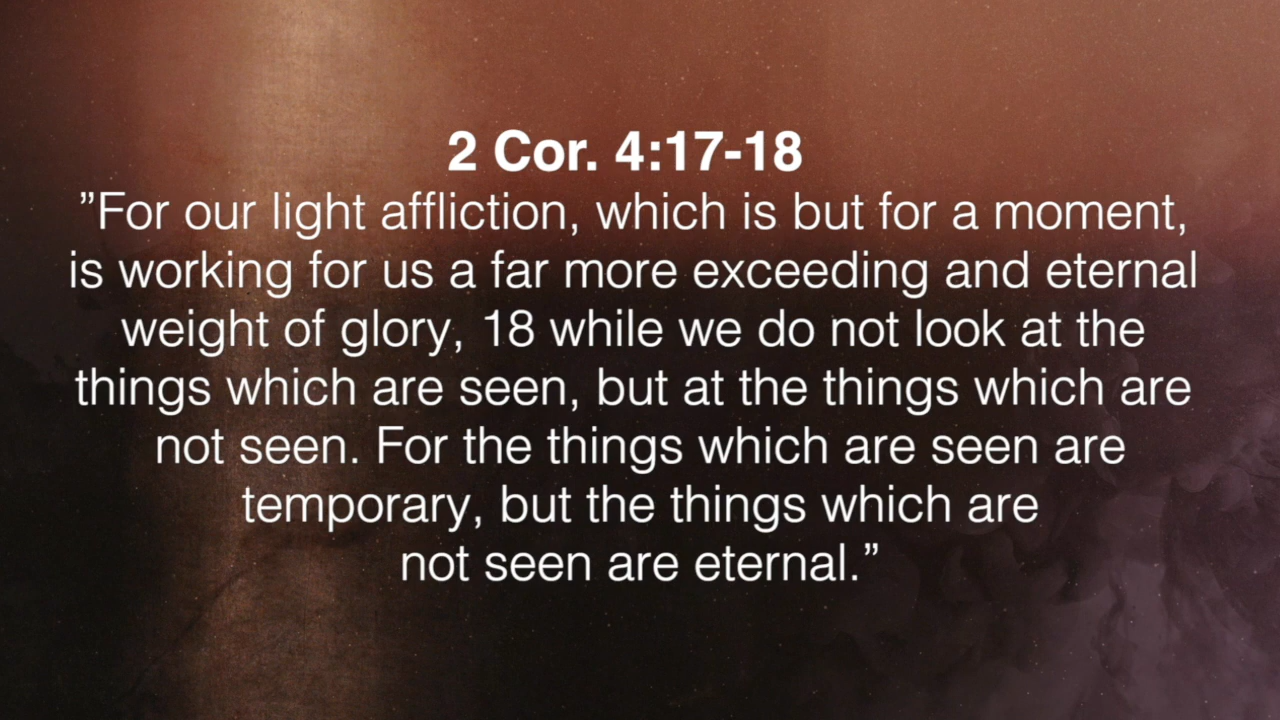 2 Cor. 4:17-18
”For our light affliction, which is but for a moment,
is working for us a far more exceeding and eternal
weight of glory, 18 while we do not look at the
things which are seen, but at the things which are
not seen. For the things which are seen are
temporary, but the things which are
not seen are eternal.”